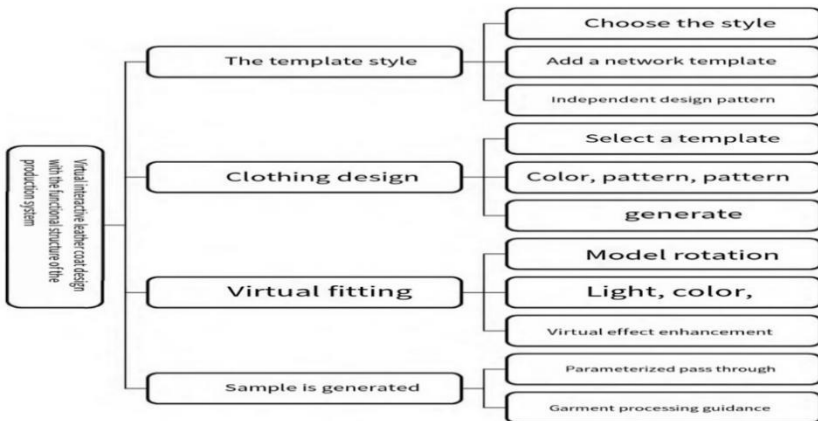 Virtual interactive leather coat design
with the functional structure of the
production system
The template style
Choose the style
Add a network template
Independent design pattern
Clothing design
Select a template
Color, pattern, pattern
generate
Virtual fitting
Model rotation
Light, color,
Virtual effect enhancement
Sample is generated
Parameterized pass through
Garment processing guidance